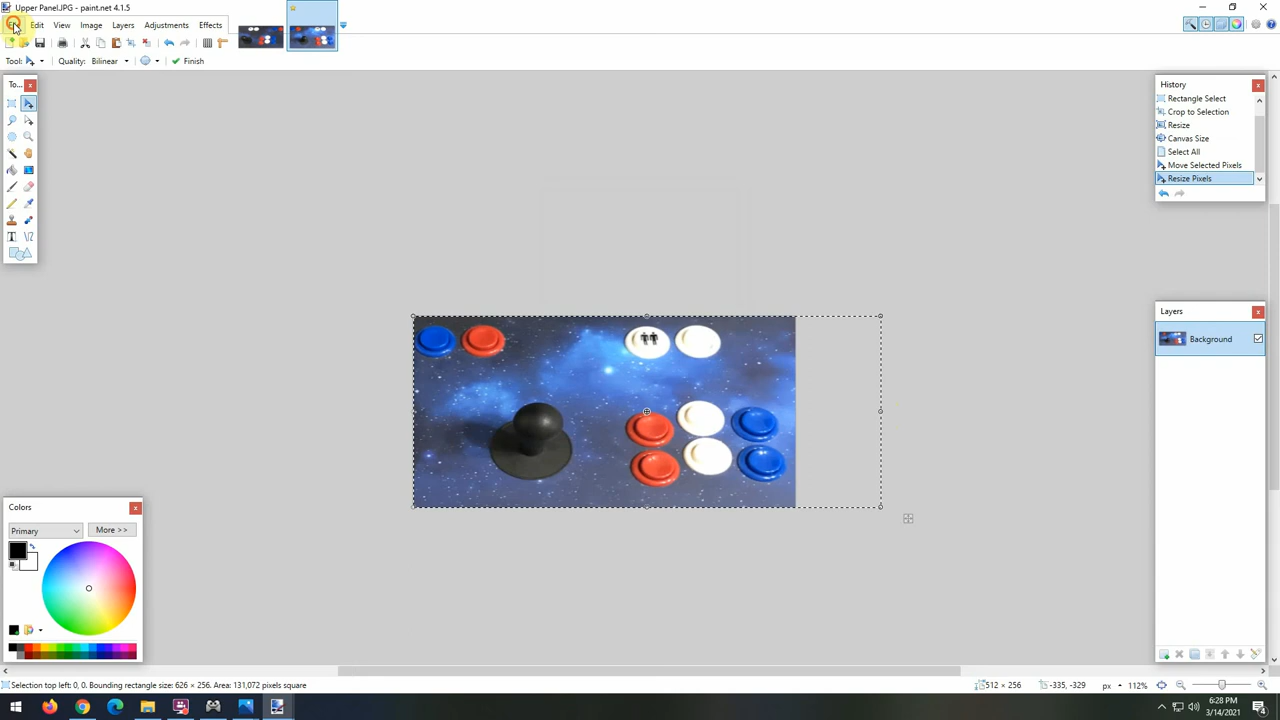 Upper Panel.JPG - paint.net 4.1.5
Edit View Image Layers Adjustments Effects
Tool: Quality: Bilinear Finish
To...
History
Rectangle Select
Crop to Selection
Resize
Canvas Size
Select All
Move Selected Pixels
Resize Pixels
Layers
Background
Colors
Primary
More >>
Selection top left: 0, 0. Bounding rectangle size: 626 × 256. Area: 131,072 pixels square
512 × 256
-335, -329
px
112%
6:28 PM
3/14/2021
4